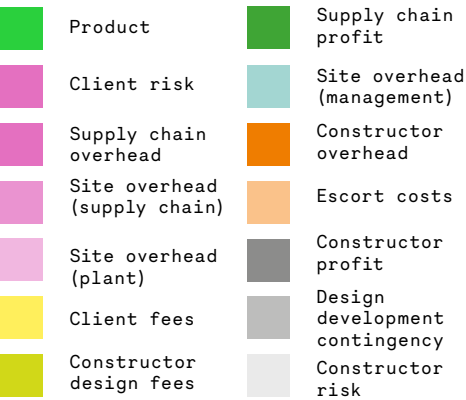 Product
Client risk
Supply chain
overhead
Site overhead
(supply chain)
Site overhead
(plant)
Client fees
Constructor
design fees
Supply chain
profit
Site overhead
(management)
Constructor
overhead
Escort costs
Constructor
profit
Design
development
contingency
Constructor
risk